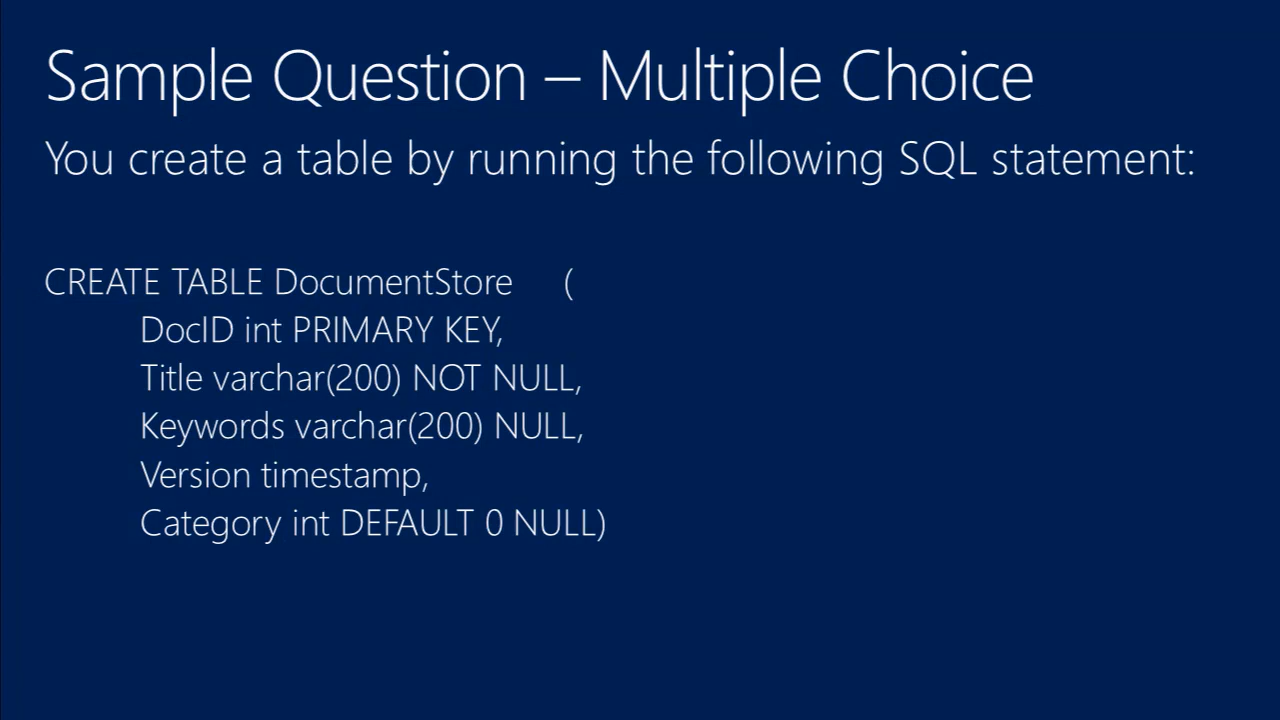 Sample Question – Multiple Choice
You create a table by running the following SQL statement:
CREATE TABLE DocumentStore (
DocID int PRIMARY KEY,
Title varchar(200) NOT NULL,
Keywords varchar(200) NULL,
Version timestamp,
Category int DEFAULT 0 NULL)